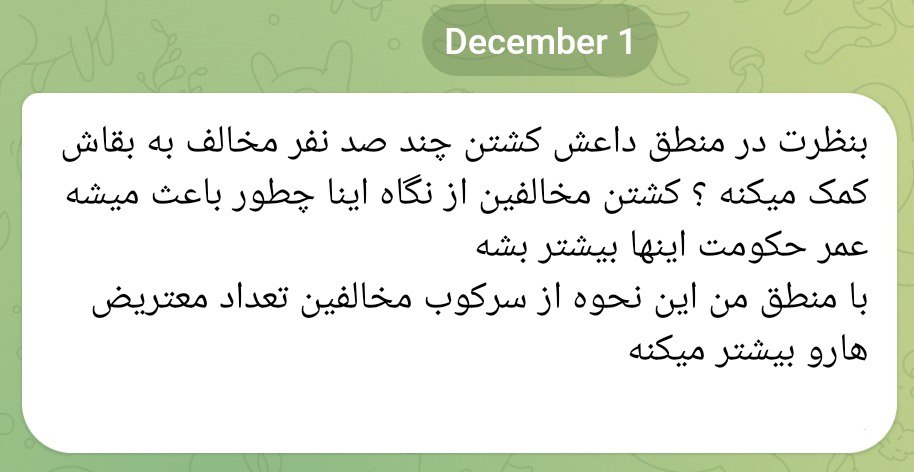 December 1
بنظرت در منطق داعش کشتن چند صد نفر مخالف به بقاش
کمک میکنه ؟ کشتن مخالفین از نگاه اینا چطور باعث میشه
عمر حکومت اینها بیشتر بشه
با منطق من این نحوه از سرکوب مخالفین تعداد معتریض
هارو بیشتر میکنه